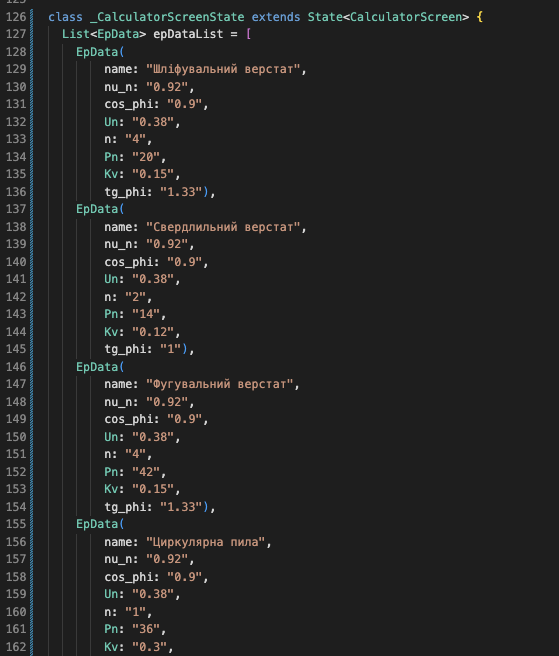 126 class _CalculatorScreenState extends State<CalculatorScreen> {
127 List<EpData> epDataList = [
128 EpData(
129 name: "Шліфувальний верстат",
130 nu_n: "0.92",
131 cos_phi: "0.9",
132 Un: "0.38",
133 n: "4",
134 Pn: "20",
135 Kv: "0.15",
136 tg_phi: "1.33"),
137 EpData(
138 name: "Свердлильний верстат",
139 nu_n: "0.92",
140 cos_phi: "0.9",
141 Un: "0.38",
142 n: "2",
143 Pn: "14",
144 Kv: "0.12",
145 tg_phi: "1"),
146 EpData(
147 name: "Фугувальний верстат",
148 nu_n: "0.92",
149 cos_phi: "0.9",
150 Un: "0.38",
151 n: "4",
152 Pn: "42",
153 Kv: "0.15",
154 tg_phi: "1.33"),
155 EpData(
156 name: "Циркулярна пила",
157 nu_n: "0.92",
158 cos_phi: "0.9",
159 Un: "0.38",
160 n: "1",
161 Pn: "36",
162 Kv: "0.3",